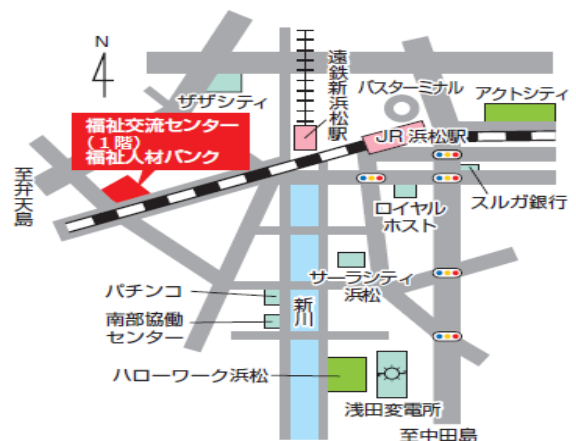 N
ザザシティ
遠鉄新浜松駅
バスターミナル
アクトシティ
JR浜松駅
福祉交流センター
（1階）
福祉人材バンク
至弁天島
ロイヤル
ホスト
スルガ銀行
サーラシティ
浜松
パチンコ
新川
南部協働
センター
ハローワーク浜松
浅田変電所
至中田島